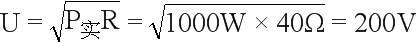 U = √P实R = √1000W × 40Ω = 200V